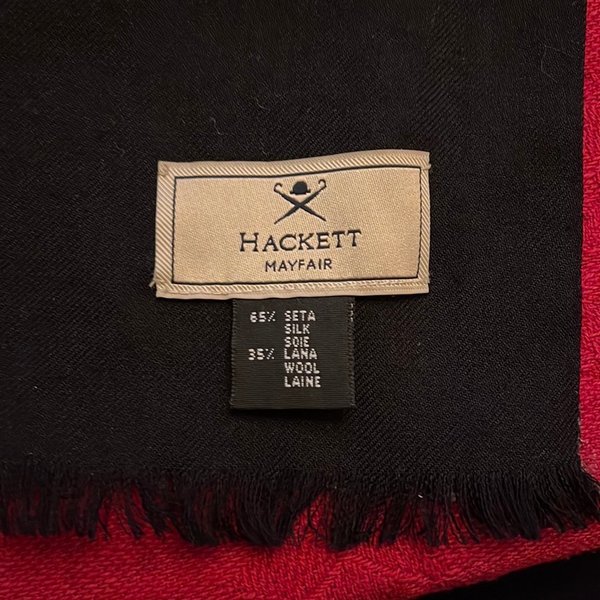 HACKETT
MAYFAIR
65% SETA
SILK
SOIE
35% LANA
WOOL
LAINE